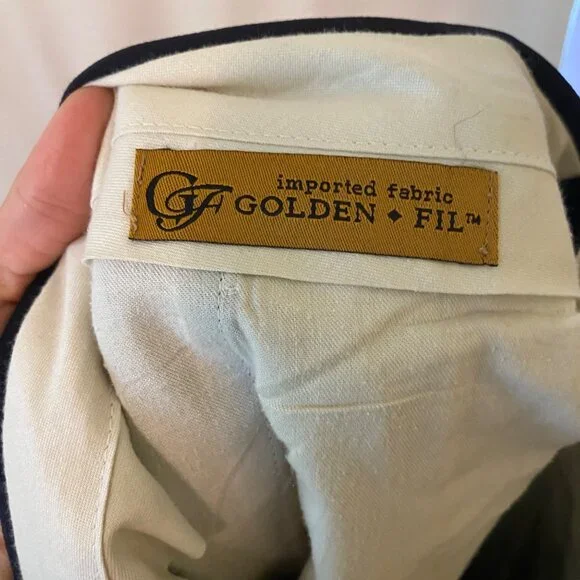 GF
imported fabric
GOLDEN ◆ FIL™